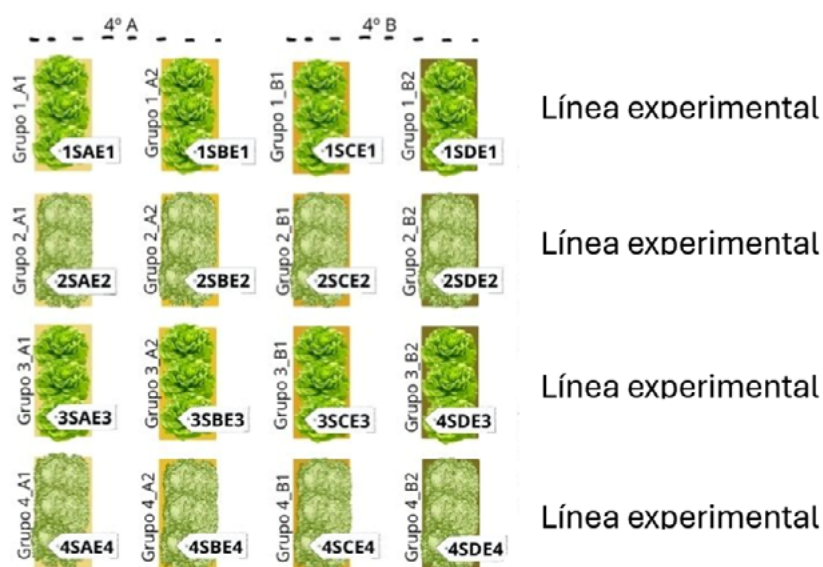 4º A
4º B
Grupo 1_A1
1SAE1
Grupo 1_A2
1SBE1
Grupo 1_B1
1SCE1
Grupo 1_B2
1SDE1
Línea experimental
Grupo 2_A1
2SAE2
Grupo 2_A2
2SBE2
Grupo 2_B1
2SCE2
Grupo 2_B2
2SDE2
Línea experimental
Grupo 3_A1
3SAE3
Grupo 3_A2
3SBE3
Grupo 3_B1
3SCE3
Grupo 3_B2
4SDE3
Línea experimental
Grupo 4_A1
4SAE4
Grupo 4_A2
4SBE4
Grupo 4_B1
4SCE4
Grupo 4_B2
4SDE4
Línea experimental